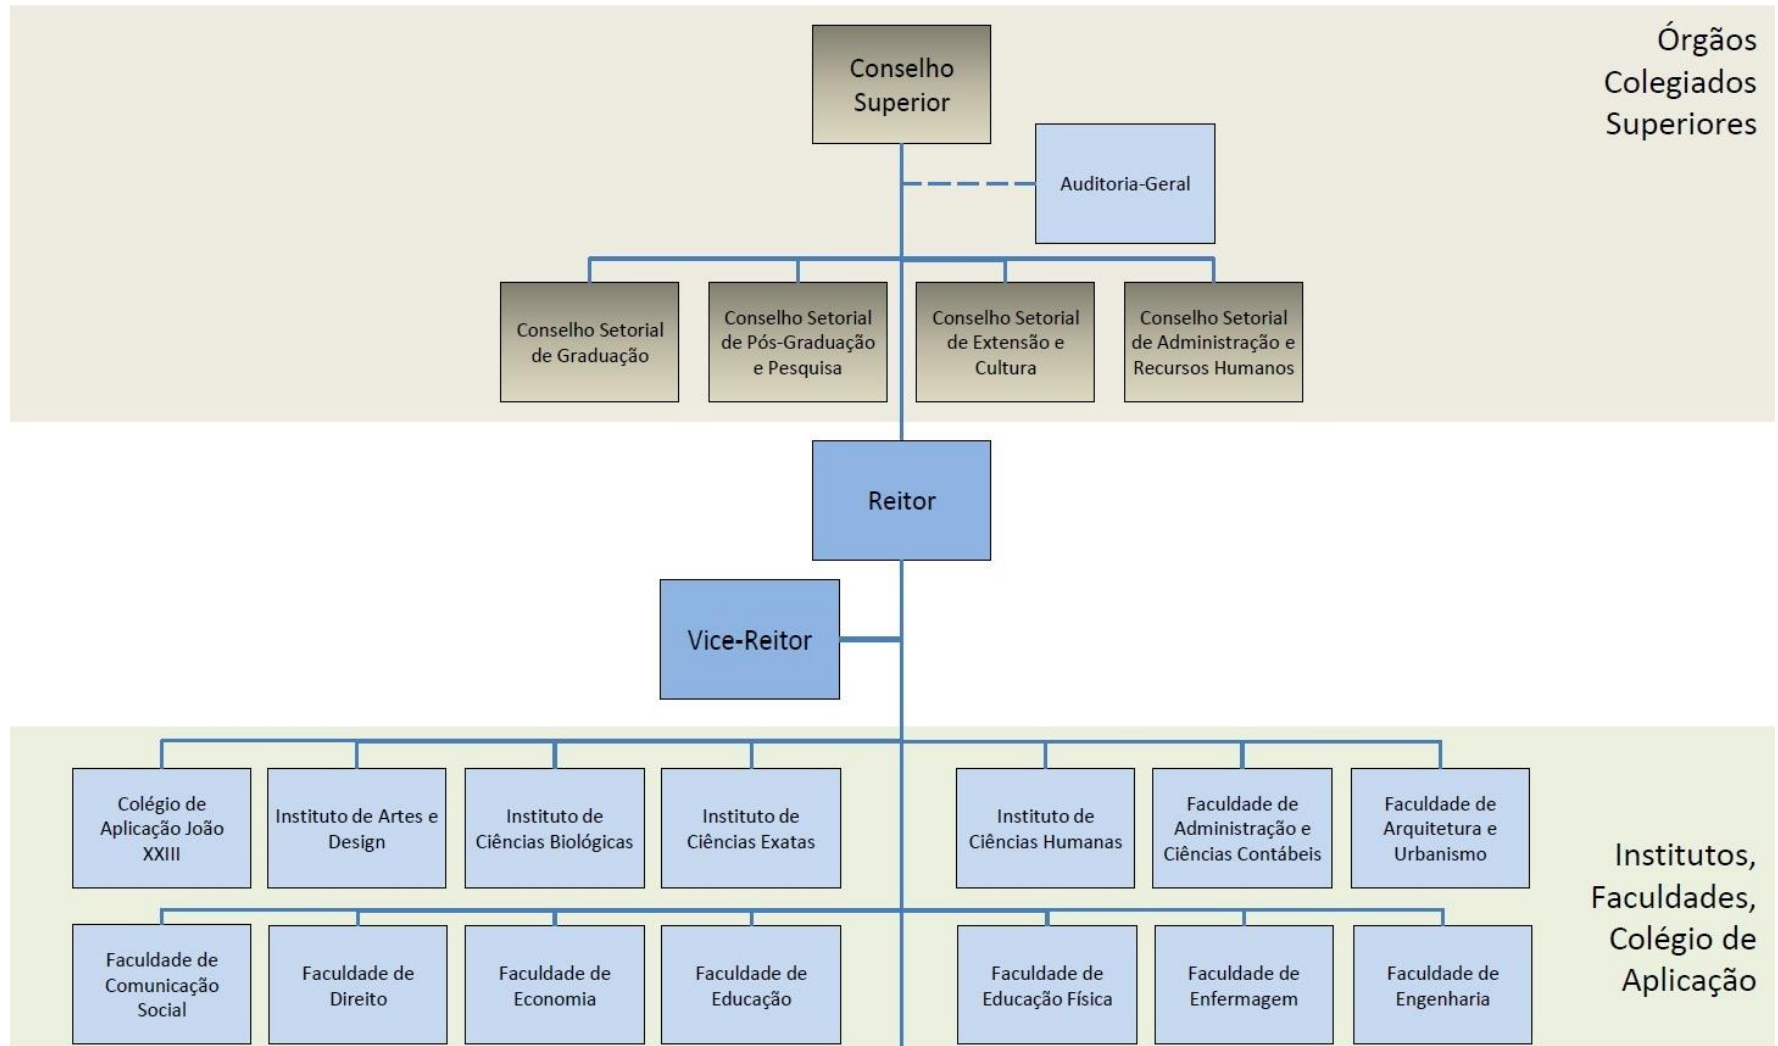 Órgãos
Colegiados
Superiores
Conselho
Superior
Auditoria-Geral
Conselho Setorial
de Graduação
Conselho Setorial
de Pós-Graduação
e Pesquisa
Conselho Setorial
de Extensão e
Cultura
Conselho Setorial
de Administração e
Recursos Humanos
Reitor
Vice-Reitor
Colégio de
Aplicação João
XXIII
Instituto de Artes e
Design
Instituto de
Ciências Biológicas
Instituto de
Ciências Exatas
Instituto de
Ciências Humanas
Faculdade de
Administração e
Ciências Contábeis
Faculdade de
Arquitetura e
Urbanismo
Institutos,
Faculdades,
Colégio de
Aplicação
Faculdade de
Comunicação
Social
Faculdade de
Direito
Faculdade de
Economia
Faculdade de
Educação
Faculdade de
Educação Física
Faculdade de
Enfermagem
Faculdade de
Engenharia